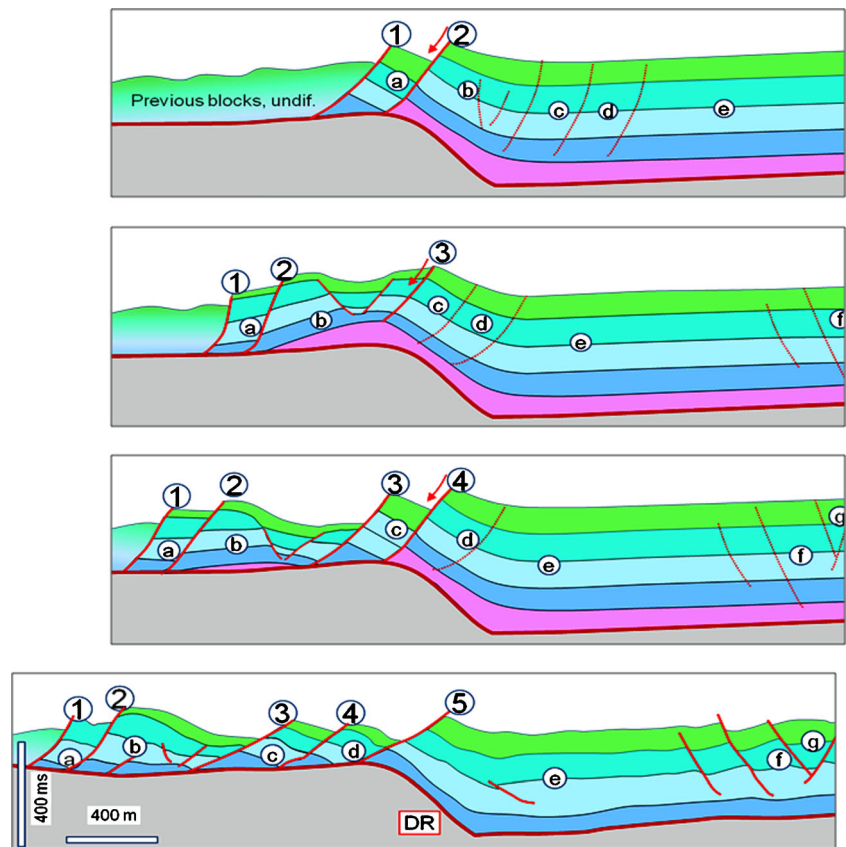 1 2
a
b
Previous blocks, undif.
c d e
3
1 2
c
f
a b
d
e
1 2 3 4
g
c
a b
d
e
f
1 2 3 4 5
g
b
a
c d
f
e
400 ms
400 m
DR